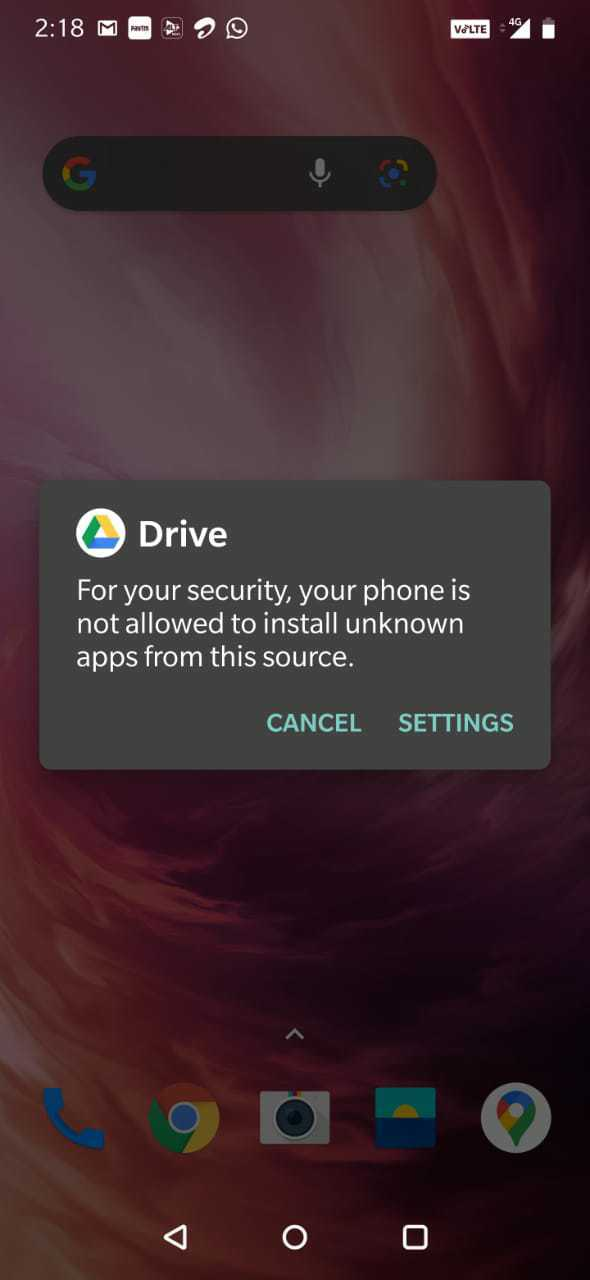 2:18
Paytm
VoLTE
4G
Drive
For your security, your phone is
not allowed to install unknown
apps from this source.
CANCEL SETTINGS